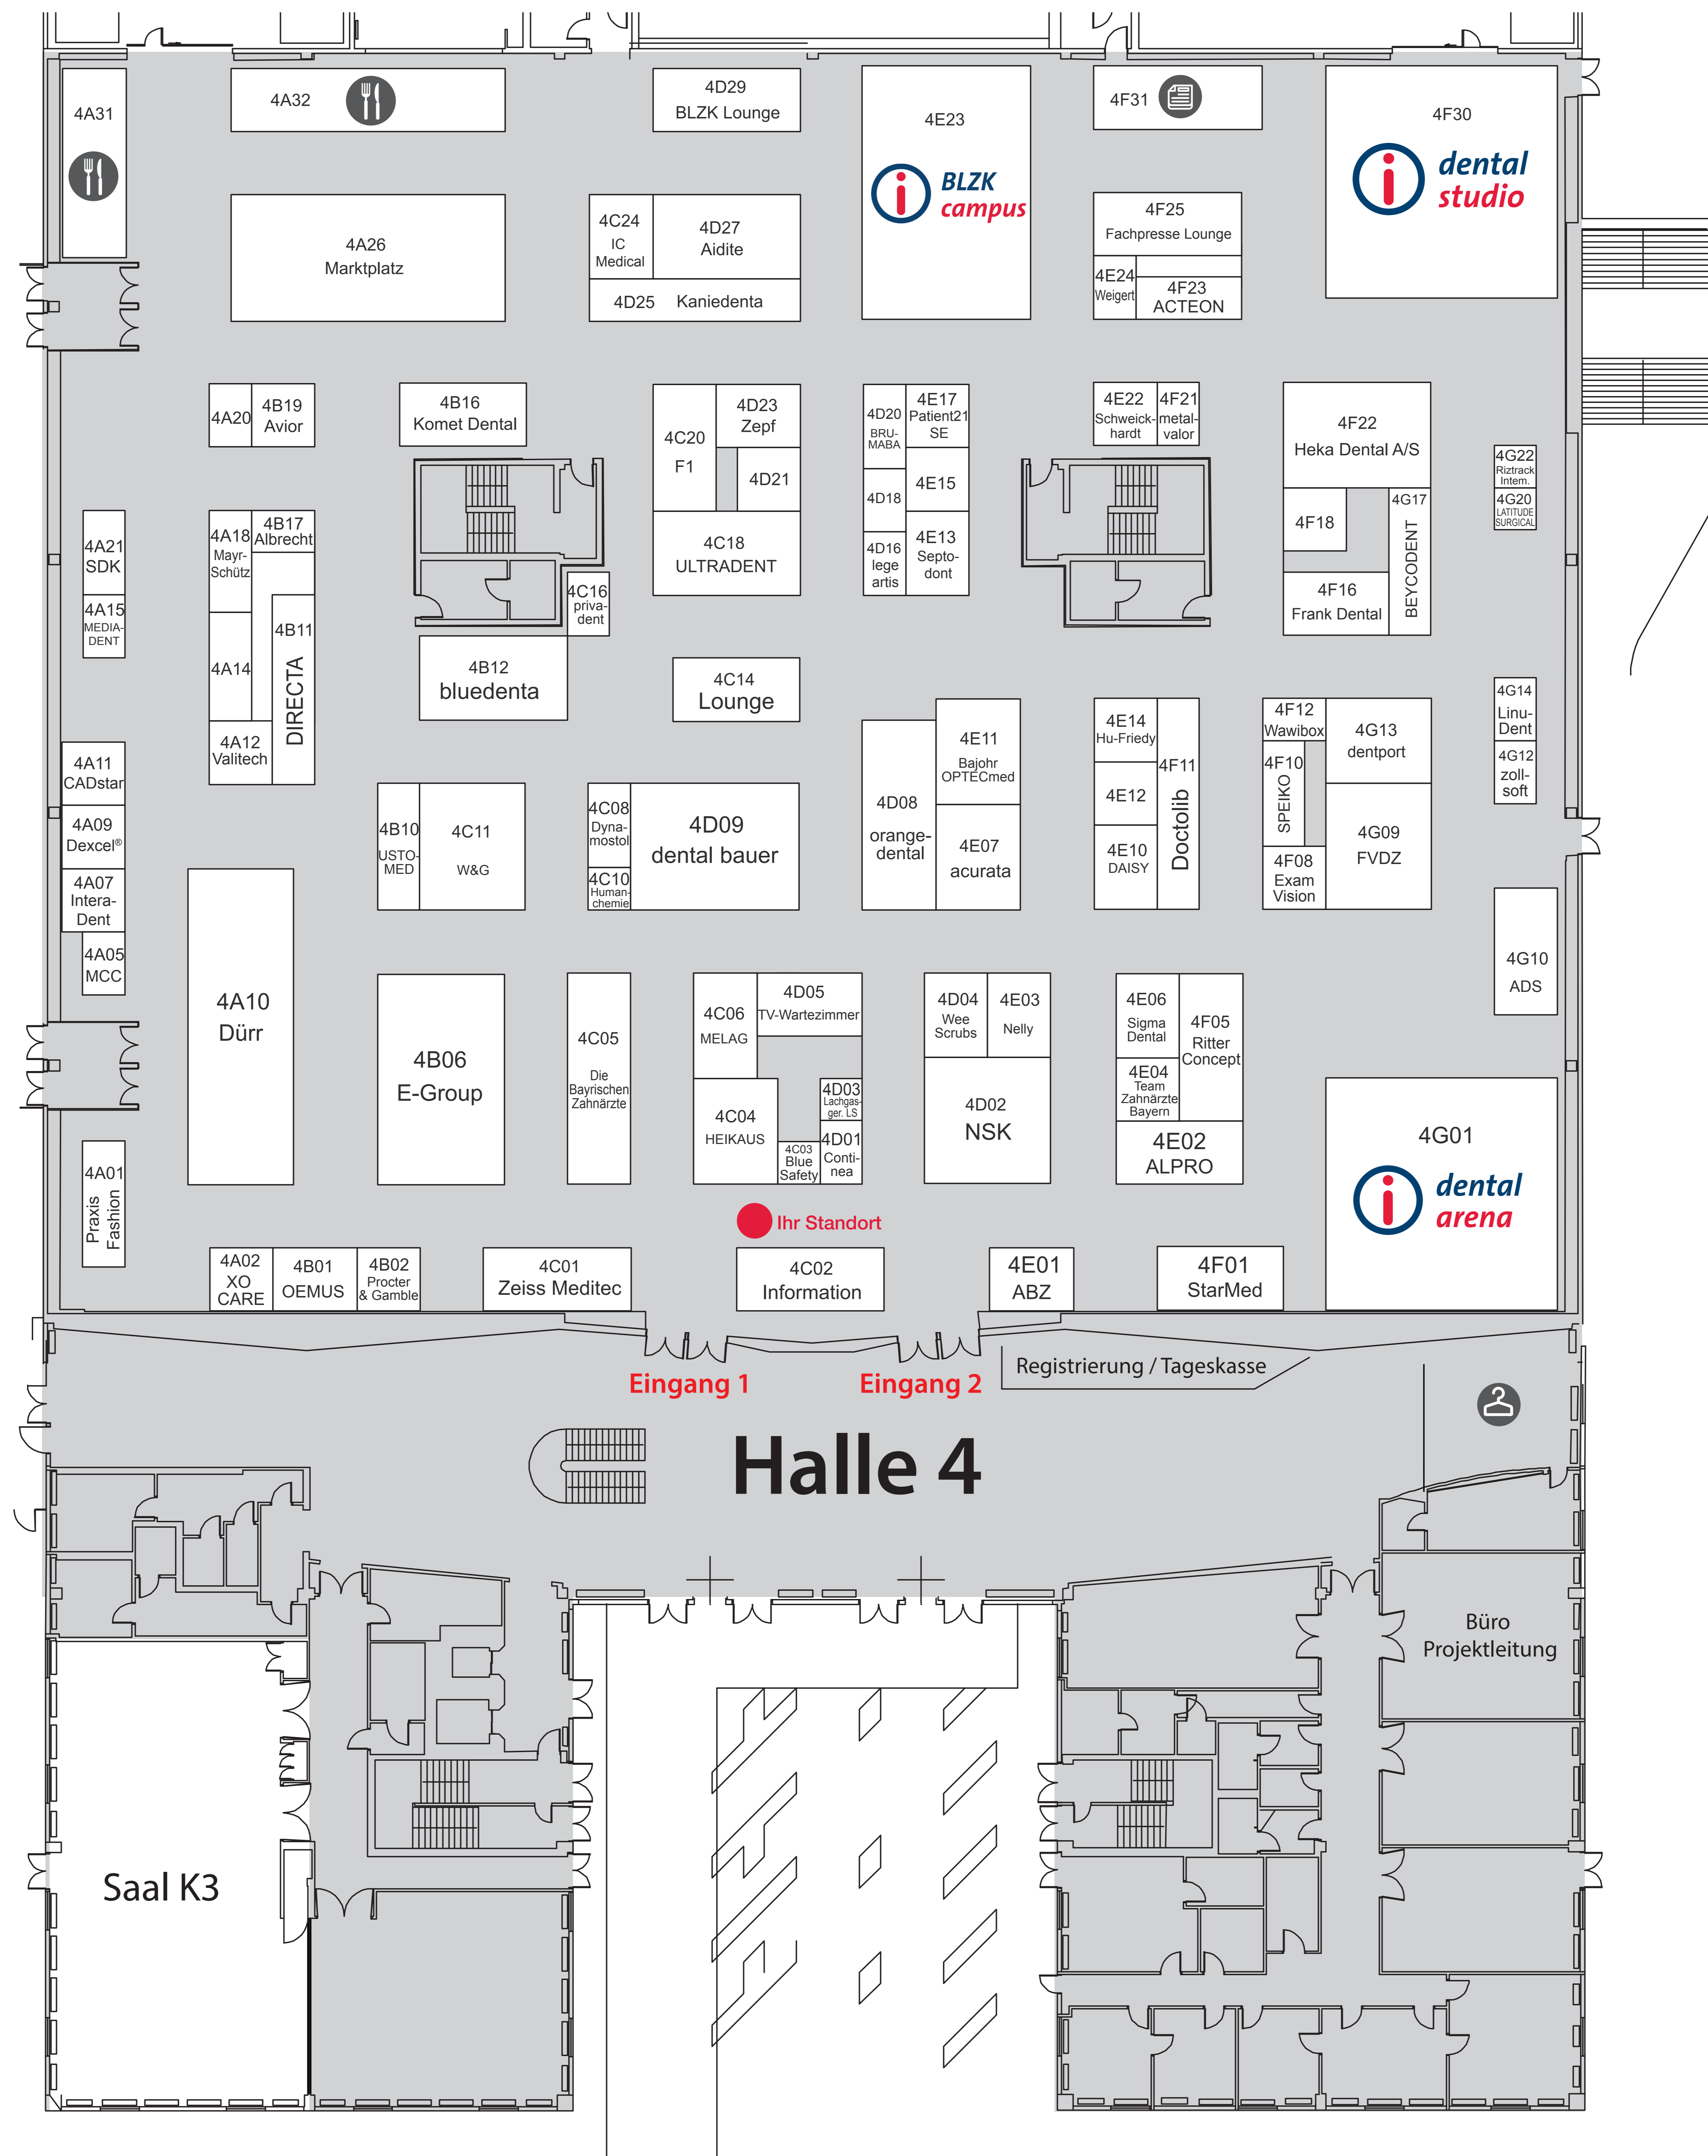 4A31
4A32
4D29
BLZK Lounge
4E23
BLZK
campus
4F31
4F30
dental
studio
4A26
Marktplatz
4C24
IC
Medical
4D27
Aidite
4D25 Kaniedenta
4F25
Fachpresse Lounge
4E24
Weigert
4F23
ACTEON
4A20
4B19
Avior
4B16
Komet Dental
4C20
F1
4D23
Zepf
4D21
4C18
ULTRADENT
4D20
BRU-
MABA
4E17
Patient21
SE
4D18
4E15
4D16
lege
artis
4E13
Septo-
dont
4E22
Schweick-
hardt
4F21
metal-
valor
4F22
Heka Dental A/S
4F18
4G17
BEYCODENT
4F16
Frank Dental
4G22
Riztrack
Intern.
4G20
LATITUDE
SURGICAL
4A21
SDK
4A15
MEDIA-
DENT
4A18
Mayr-
Schütz
4B17
Albrecht
4B11
DIRECTA
4A14
4A12
Valitech
4C16
priva-
dent
4B12
bluedenta
4C14
Lounge
4G14
Linu-
Dent
4G12
zoll-
soft
4A11
CADstar
4A09
Dexcel®
4A07
Intera-
Dent
4A05
MCC
4B10
USTO-
MED
4C11
W&G
4C08
Dyna-
mostol
4C10
Human-
chemie
4D09
dental bauer
4D08
orange-
dental
4E11
Bajohr
OPTECmed
4E07
acurata
4E14
Hu-Friedy
4E12
4E10
DAISY
4F11
Doctolib
4F12
Wawibox
4F10
SPEIKO
4F08
Exam
Vision
4G13
dentport
4G09
FVDZ
4G10
ADS
4A10
Dürr
4B06
E-Group
4C05
Die
Bayrischen
Zahnärzte
4C06
MELAG
4D05
TV-Wartezimmer
4C04
HEIKAUS
4D03
Lachgas-
ger. LS
4C03
Blue
Safety
4D01
Conti-
nea
4D04
Wee
Scrubs
4E03
Nelly
4D02
NSK
4E06
Sigma
Dental
4F05
Ritter
Concept
4E04
Team
Zahnärzte
Bayern
4E02
ALPRO
4G01
dental
arena
4A01
Praxis
Fashion
Ihr Standort
4A02
XO
CARE
4B01
OEMUS
4B02
Procter
& Gamble
4C01
Zeiss Meditec
4C02
Information
4E01
ABZ
4F01
StarMed
Eingang 1
Eingang 2
Registrierung / Tageskasse
Halle 4
Büro
Projektleitung
Saal K3